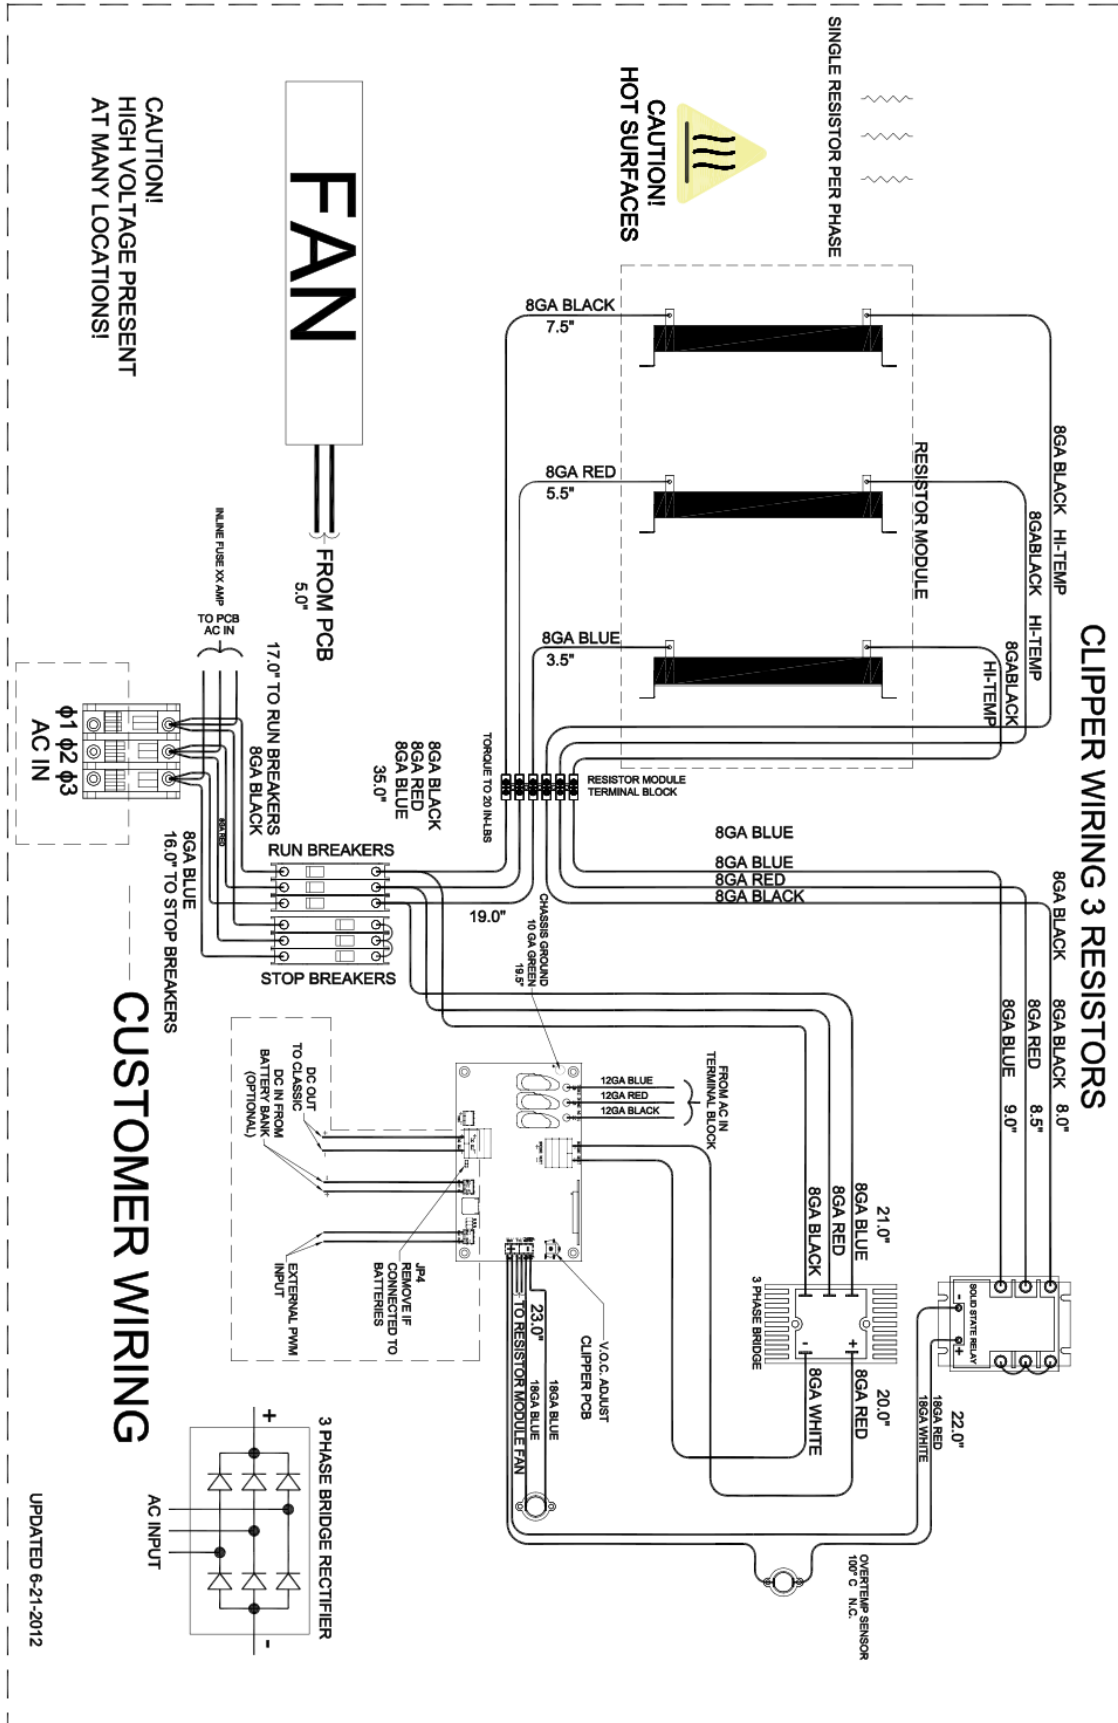 CLIPPER WIRING 3 RESISTORS
SINGLE RESISTOR PER PHASE
CAUTION!
HOT SURFACES
RESISTOR MODULE
8GA BLACK HI-TEMP
8GABLACK HI-TEMP
8GABLACK
HI-TEMP
8GA BLACK
7.5"
8GA RED
5.5"
8GA BLUE
3.5"
RESISTOR MODULE
TERMINAL BLOCK
TORQUE TO 20 IN-LBS
8GA BLUE
8GA BLUE
8GA RED
8GA BLACK
8GA BLACK
8GA BLACK 8.0"
8GA RED 8.5"
8GA BLUE 9.0"
SOLID STATE RELAY
- +
22.0"
18GA RED
18GA WHITE
FAN
FROM PCB
5.0"
CAUTION!
HIGH VOLTAGE PRESENT
AT MANY LOCATIONS!
INLINE FUSE XX AMP
TO PCB
AC IN
17.0" TO RUN BREAKERS
8GA BLACK
8GA BLACK
8GA RED
8GA BLUE
35.0"
8GA RED
8GA BLUE
16.0" TO STOP BREAKERS
ϕ1 ϕ2 ϕ3
AC IN
RUN BREAKERS
STOP BREAKERS
19.0"
CHASSIS GROUND
10 GA GREEN
19.5"
FROM AC IN
TERMINAL BLOCK
12GA BLUE
12GA RED
12GA BLACK
21.0"
8GA BLUE
8GA RED
8GA BLACK
3 PHASE BRIDGE
- +
20.0"
8GA RED
8GA WHITE
DC OUT
TO CLASSIC
DC IN FROM
BATTERY BANK
(OPTIONAL)
EXTERNAL PWM
INPUT
JP4
REMOVE IF
CONNECTED TO
BATTERIES
V.O.C. ADJUST
CLIPPER PCB
23.0"
TO RESISTOR MODULE FAN
18GA BLUE
18GA BLUE
OVERTEMP SENSOR
100° C N.C.
CUSTOMER WIRING
3 PHASE BRIDGE RECTIFIER
+
-
AC INPUT
UPDATED 6-21-2012